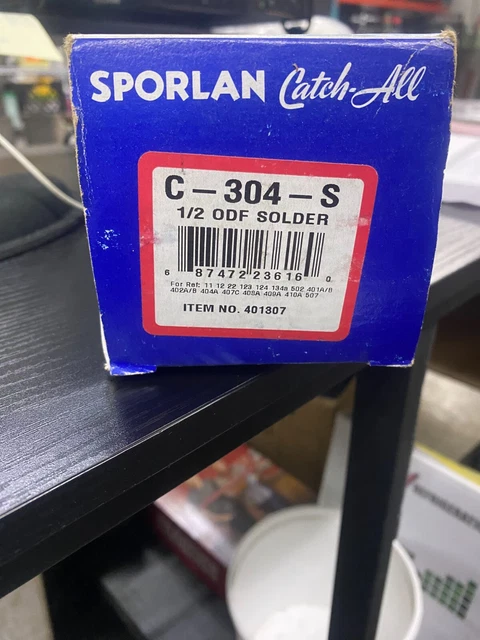 SPORLAN Catch-All
C-304-S
1/2 ODF SOLDER
6 87472 23616 0
For Ref: 11 12 22 123 124 134a 502 401A/B
402A/B 404A 407C 408A 409A 410A 507
ITEM NO. 401307